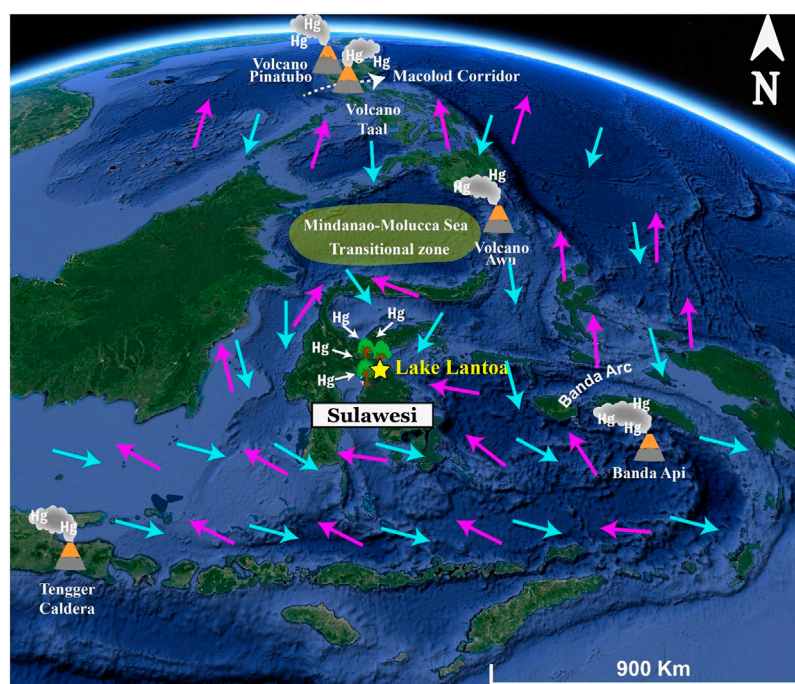 Hg
Hg
Hg
Hg
Volcano
Pinatubo
Macolod Corridor
Volcano
Taal
N
Hg
Hg
Mindanao-Molucca Sea
Transitional zone
Volcano
Awu
Hg
Hg
Hg
Hg
Lake Lantoa
Banda Arc
Sulawesi
Hg
Hg
Hg
Banda Api
Hg
Hg
Tengger
Caldera
900 Km